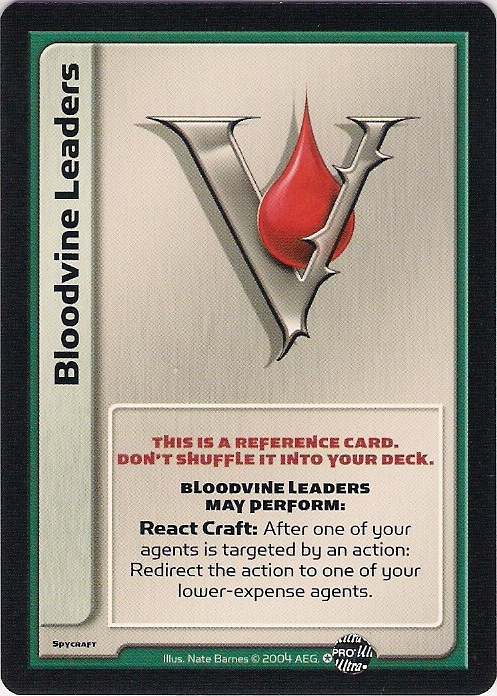 Bloodvine Leaders
THIS IS A REFERENCE CARD.
DON'T SHUFFLE IT INTO YOUR DECK.
BLOODVINE LEADERS
MAY PERFORM:
React Craft: After one of your
agents is targeted by an action:
Redirect the action to one of your
lower-expense agents.
SPYCRAFT
Illus. Nate Barnes © 2004 AEG.
PRO
Ultra